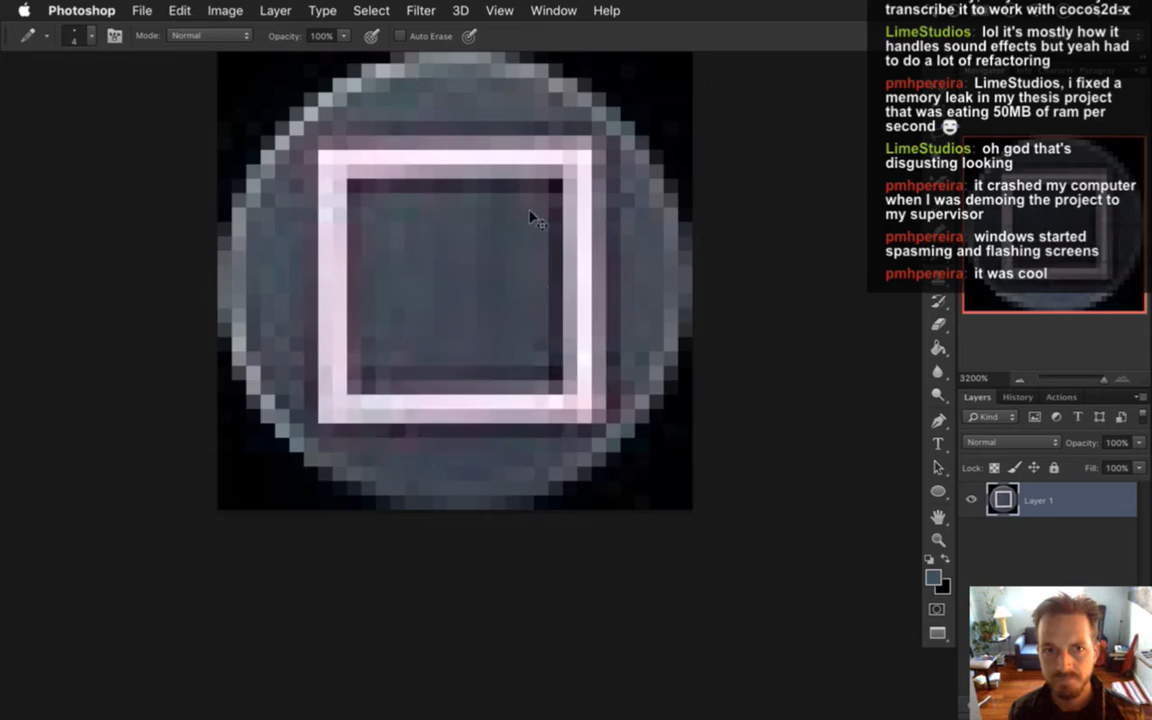 Photoshop File Edit Image Layer Type Select Filter 3D View Window Help
4 Mode: Normal Opacity: 100% Auto Erase
transcribe it to work with cocos2d-x
LimeStudios: lol it's mostly how it
handles sound effects but yeah had
to do a lot of refactoring
pmhpereira: LimeStudios, i fixed a
memory leak in my thesis project
that was eating 50MB of ram per
second
LimeStudios: oh god that's
disgusting looking
pmhpereira: it crashed my computer
when I was demoing the project to
my supervisor
pmhpereira: windows started
spasming and flashing screens
pmhpereira: it was cool
3200%
Layers History Actions
Kind
Normal Opacity: 100%
Lock: Fill: 100%
Layer 1